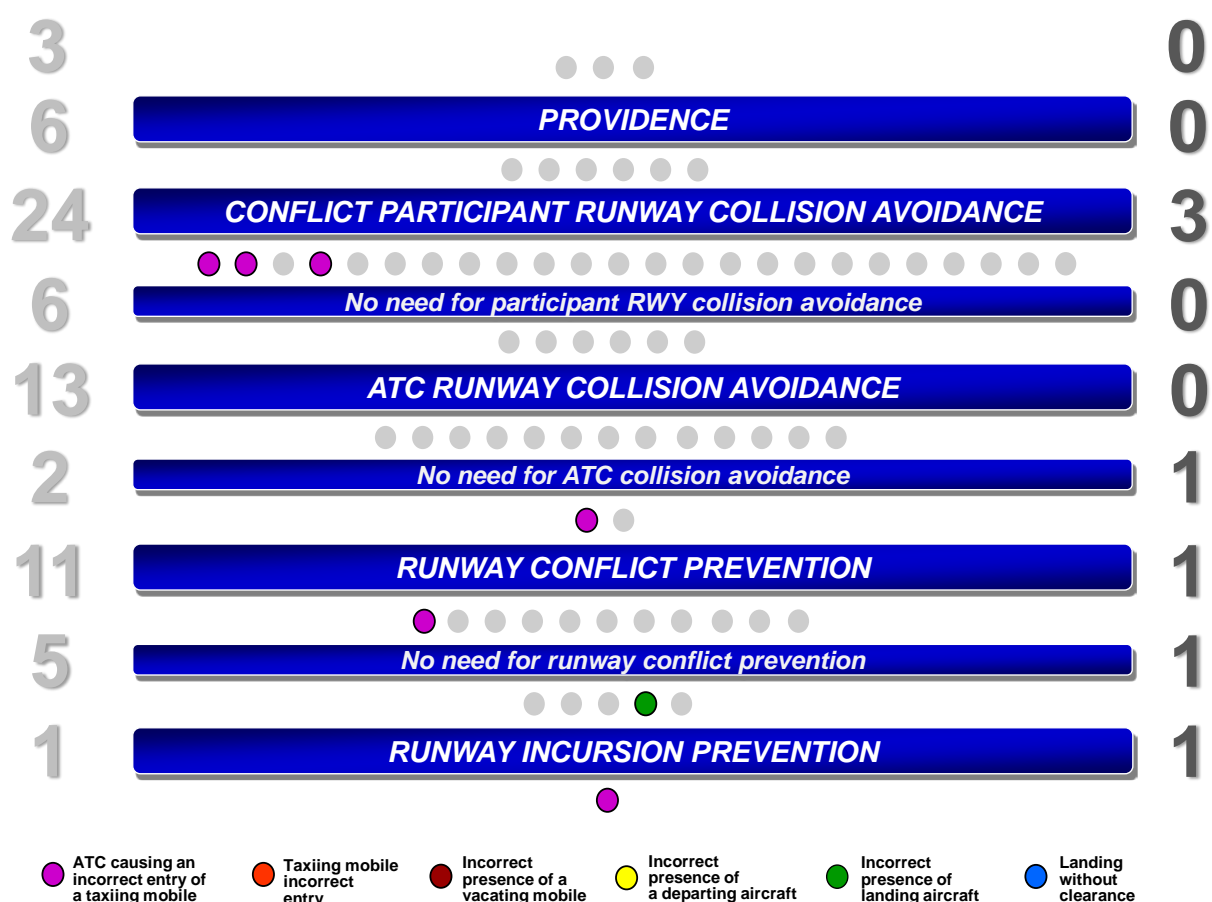 3 0
6 PROVIDENCE 0
24 CONFLICT PARTICIPANT RUNWAY COLLISION AVOIDANCE 3
6 No need for participant RWY collision avoidance 0
13 ATC RUNWAY COLLISION AVOIDANCE 0
2 No need for ATC collision avoidance 1
11 RUNWAY CONFLICT PREVENTION 1
5 No need for runway conflict prevention 1
1 RUNWAY INCURSION PREVENTION 1
ATC causing an
incorrect entry of
a taxiing mobile
Taxiing mobile
incorrect
entry
Incorrect
presence of a
vacating mobile
Incorrect
presence of
a departing aircraft
Incorrect
presence of
landing aircraft
Landing
without
clearance